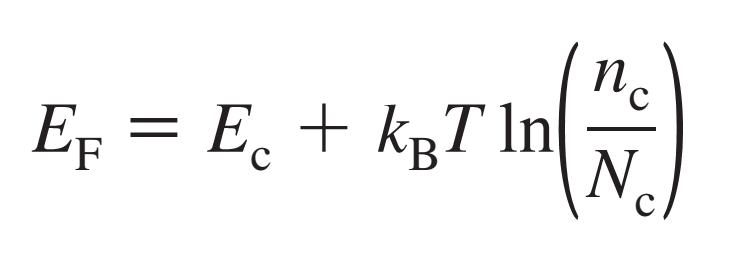 E_F = E_c + k_B T ln(n_c/N_c)